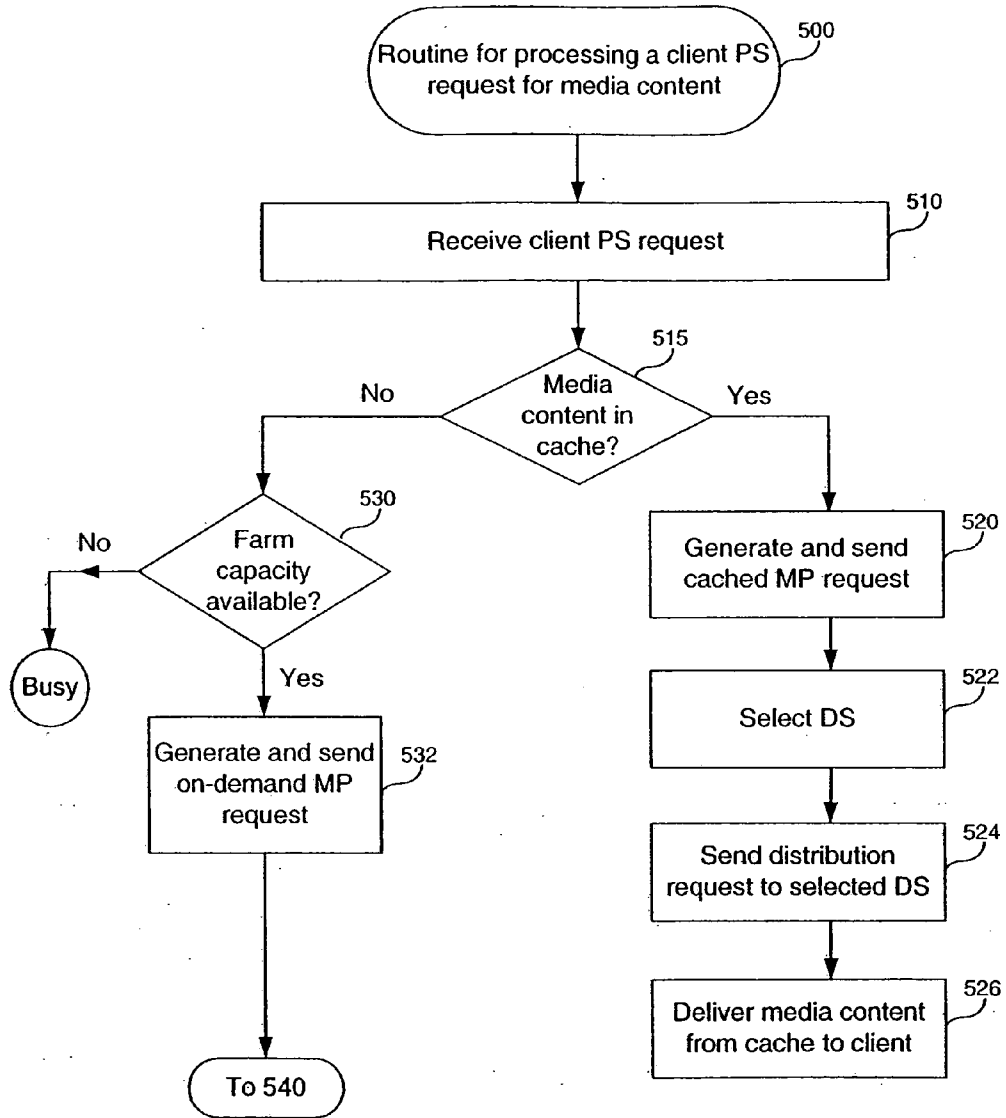 Routine for processing a client PS
request for media content
500
510
Receive client PS request
515
Media
content in
cache?
No
Yes
530
Farm
capacity
available?
No
Busy
Yes
Generate and send
on-demand MP
request
532
To 540
520
Generate and send
cached MP request
522
Select DS
524
Send distribution
request to selected DS
526
Deliver media content
from cache to client